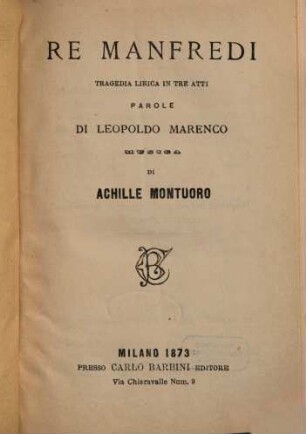 RE MANFREDI
TRAGEDIA LIRICA IN TRE ATTI
PAROLE
DI LEOPOLDO MARENCO
MUSICA
DI
ACHILLE MONTUORO
MILANO 1873
PRESSO CARLO BARBINI-EDITORE
Via Chiaravalle Num. 9